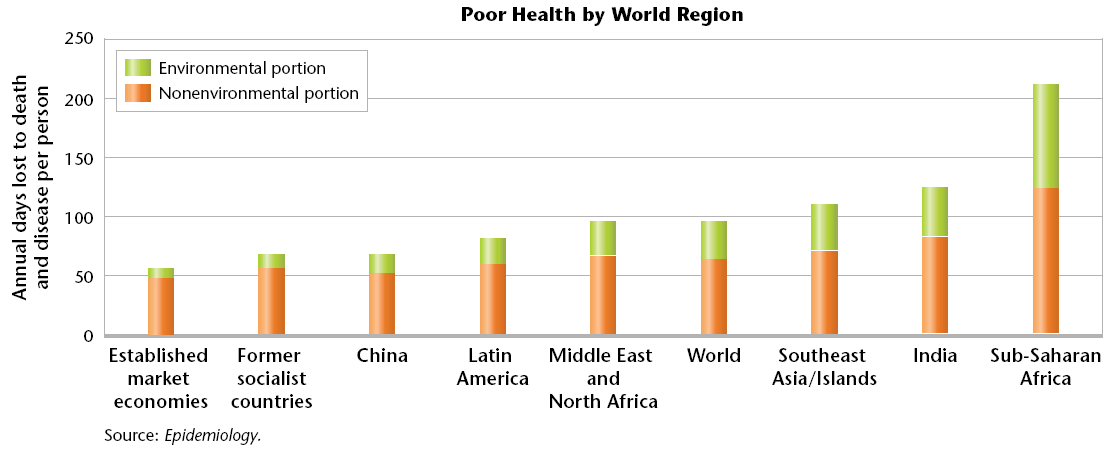 Poor Health by World Region
Annual days lost to death
and disease per person
250
200
150
100
50
0
Environmental portion
Nonenvironmental portion
Established
market
economies
Former
socialist
countries
China
Latin
America
Middle East
and
North Africa
World
Southeast
Asia/Islands
India
Sub-Saharan
Africa
Source: Epidemiology.